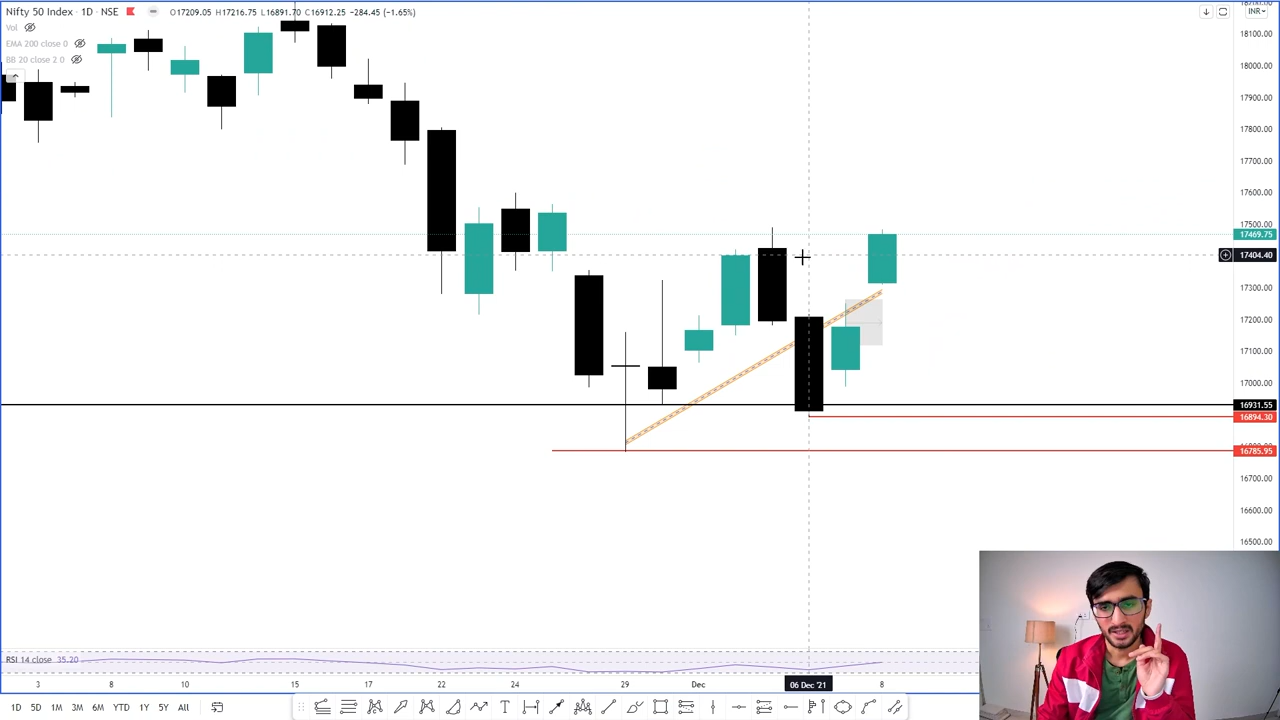 Nifty 50 Index · 1D · NSE O17209.05 H17216.75 L16891.70 C16912.25 −284.45 (−1.65%)
INR
Vol
EMA 200 close 0
BB 20 close 2 0
18100.00
18000.00
17900.00
17800.00
17700.00
17600.00
17500.00
17469.75
17404.40
17300.00
17200.00
17100.00
17000.00
16931.55
16894.30
16785.95
16700.00
16600.00
16500.00
RSI 14 close 35.20
3 8 10 15 17 22 24 29 Dec 06 Dec '21 8
1D 5D 1M 3M 6M YTD 1Y 5Y All